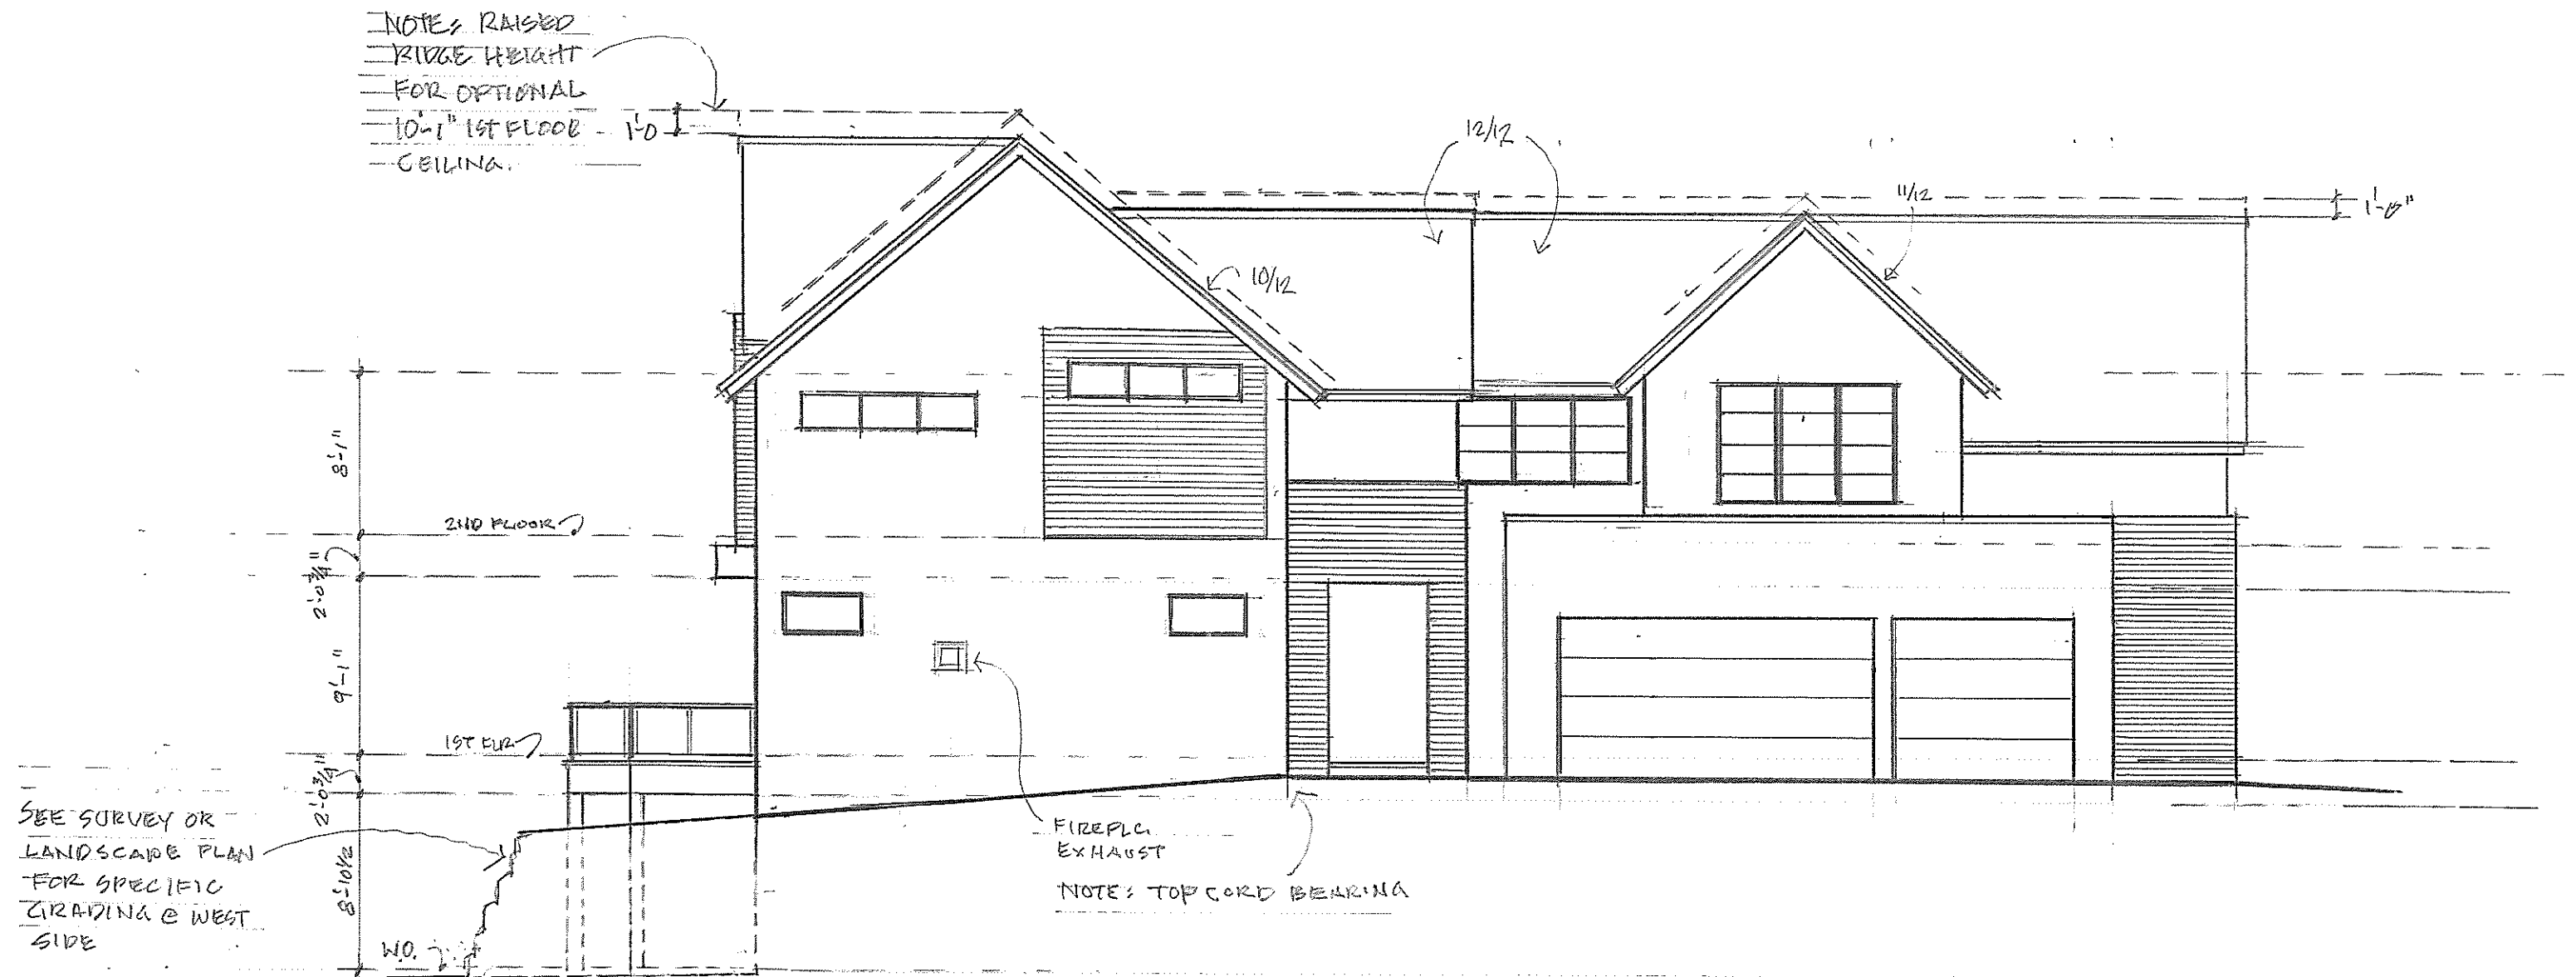 NOTE: RAISED
RIDGE HEIGHT
FOR OPTIONAL
10'-1" 1ST FLOOR
CEILING.
1'-0
12/12
11/12
1'-0"
10/12
8'-1"
2ND FLOOR
2'-0 3/4"
9'-1"
1ST FLR
2'-0 3/4"
SEE SURVEY OR
LANDSCAPE PLAN
FOR SPECIFIC
GRADING @ WEST
SIDE
8'-10 1/2
W.O.
FIREPLC.
EXHAUST
NOTE: TOP CORD BEARING